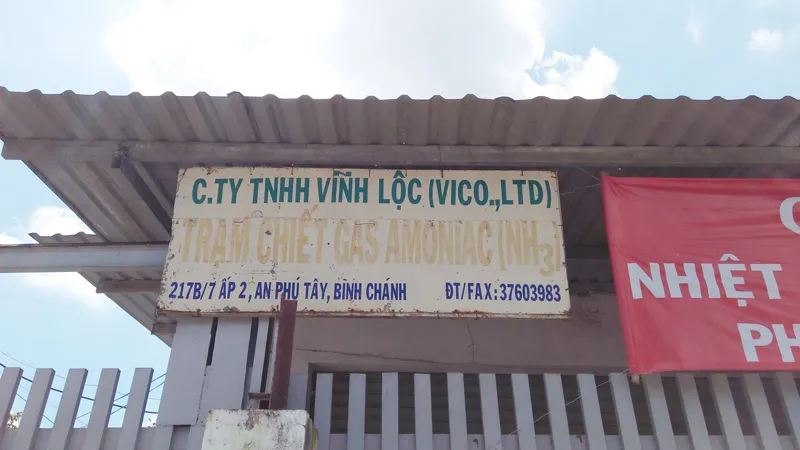 C.TY TNHH VĨNH LỘC (VICO.,LTD)
TRẠM CHIẾT GAS AMONIAC (NH3)
217B/7 ẤP 2, AN PHÚ TÂY, BÌNH CHÁNH ĐT/FAX: 37603983
NHIỆT